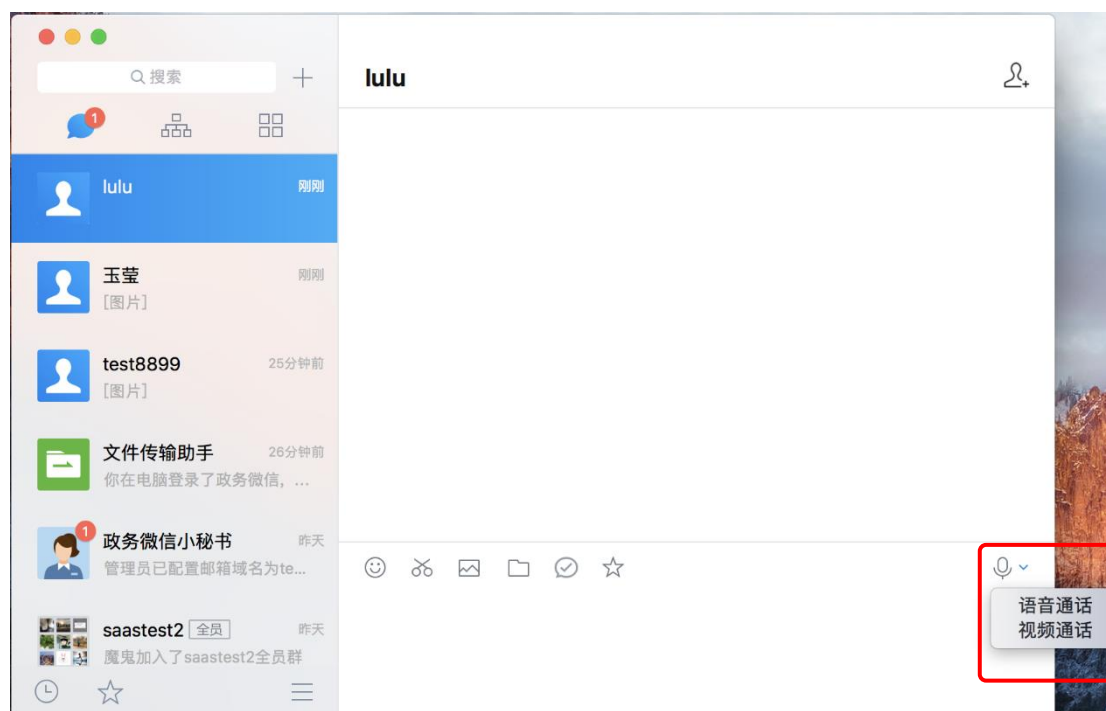 搜索
lulu
1
lulu
刚刚
玉莹
刚刚
[图片]
test8899
25分钟前
[图片]
文件传输助手
26分钟前
你在电脑登录了政务微信，...
1
政务微信小秘书
昨天
管理员已配置邮箱域名为te...
saastest2 全员
昨天
魔鬼加入了saastest2全员群
语音通话
视频通话